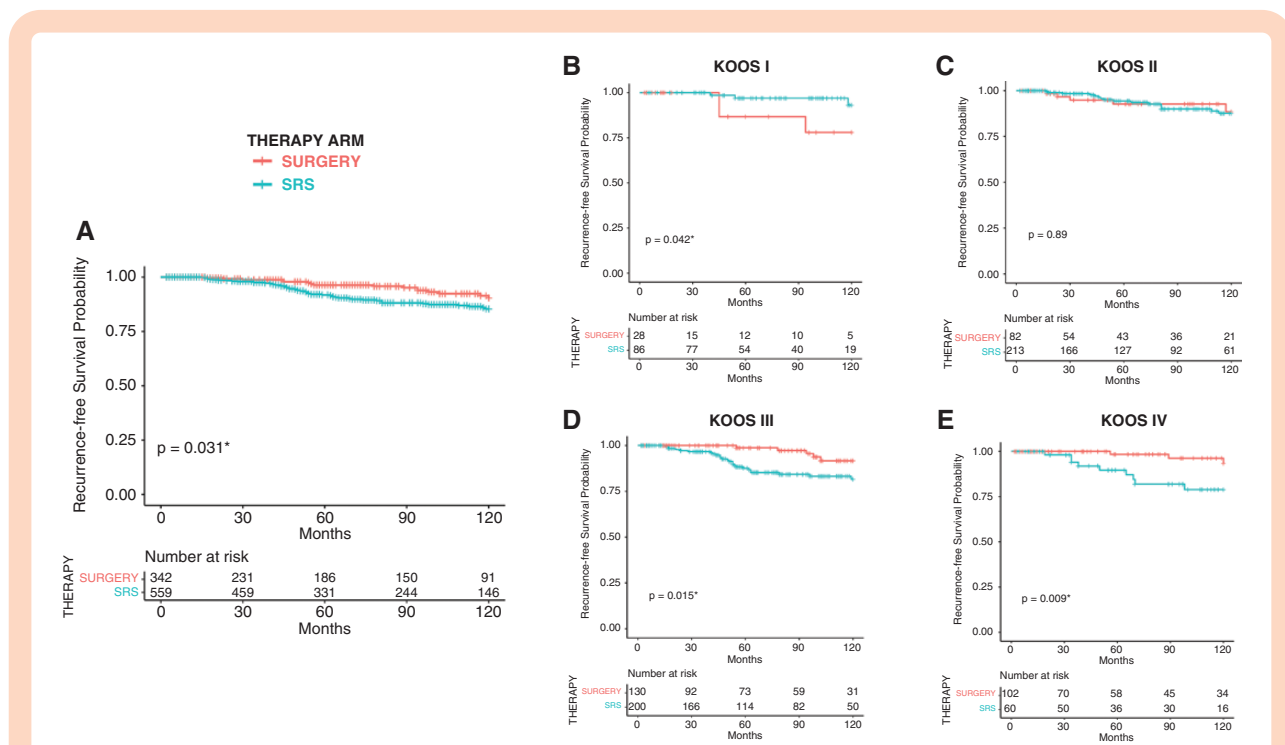 THERAPY ARM
SURGERY
SRS
A
Recurrence-free Survival Probability
1.00
0.75
0.50
0.25
0.00
p = 0.031*
0 30 60 90 120
Months
Number at risk
THERAPY
SURGERY 342 231 186 150 91
SRS 559 459 331 244 146
0 30 60 90 120
Months
B
KOOS I
Recurrence-free Survival Probability
1.00
0.75
0.50
0.25
0.00
p = 0.042*
0 30 60 90 120
Months
Number at risk
THERAPY
SURGERY 28 15 12 10 5
SRS 86 77 54 40 19
0 30 60 90 120
Months
C
KOOS II
Recurrence-free Survival Probability
1.00
0.75
0.50
0.25
0.00
p = 0.89
0 30 60 90 120
Months
Number at risk
THERAPY
SURGERY 82 54 43 36 21
SRS 213 166 127 92 61
0 30 60 90 120
Months
D
KOOS III
Recurrence-free Survival Probability
1.00
0.75
0.50
0.25
0.00
p = 0.015*
0 30 60 90 120
Months
Number at risk
THERAPY
SURGERY 130 92 73 59 31
SRS 200 166 114 82 50
0 30 60 90 120
Months
E
KOOS IV
Recurrence-free Survival Probability
1.00
0.75
0.50
0.25
0.00
p = 0.009*
0 30 60 90 120
Months
Number at risk
THERAPY
SURGERY 102 70 58 45 34
SRS 60 50 36 30 16
0 30 60 90 120
Months